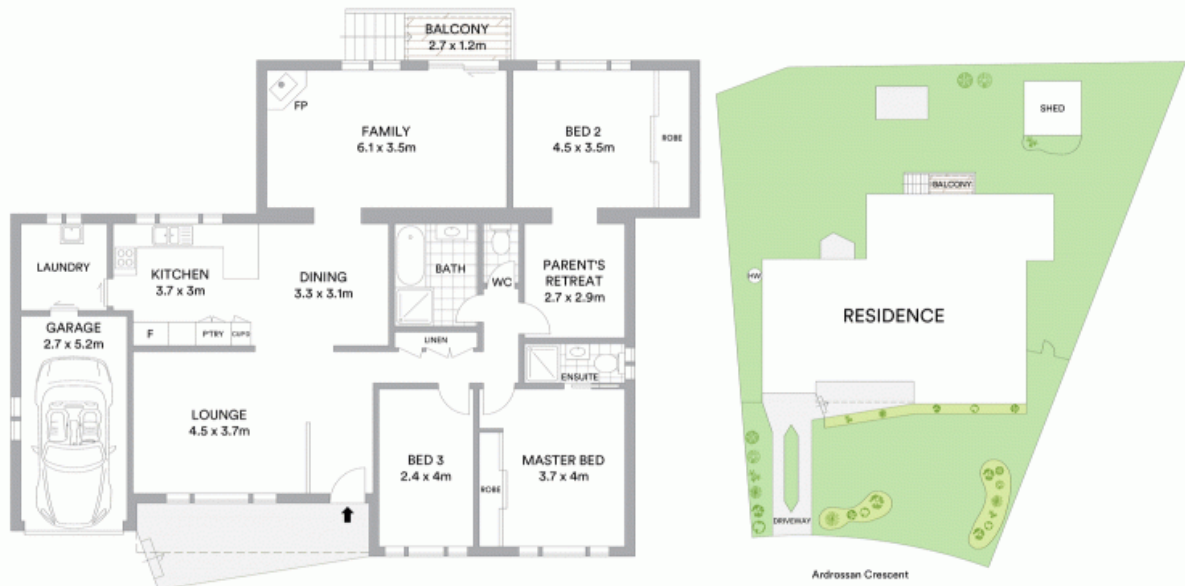 BALCONY
2.7 x 1.2m
FP
FAMILY
6.1 x 3.5m
BED 2
4.5 x 3.5m
ROBE
LAUNDRY
KITCHEN
3.7 x 3m
DINING
3.3 x 3.1m
BATH
WC
PARENT'S
RETREAT
2.7 x 2.9m
GARAGE
2.7 x 5.2m
F
PTRY
CUPB
LINEN
ENSUITE
LOUNGE
4.5 x 3.7m
BED 3
2.4 x 4m
ROBE
MASTER BED
3.7 x 4m
SHED
BALCONY
HW
RESIDENCE
DRIVEWAY
Ardrossan Crescent